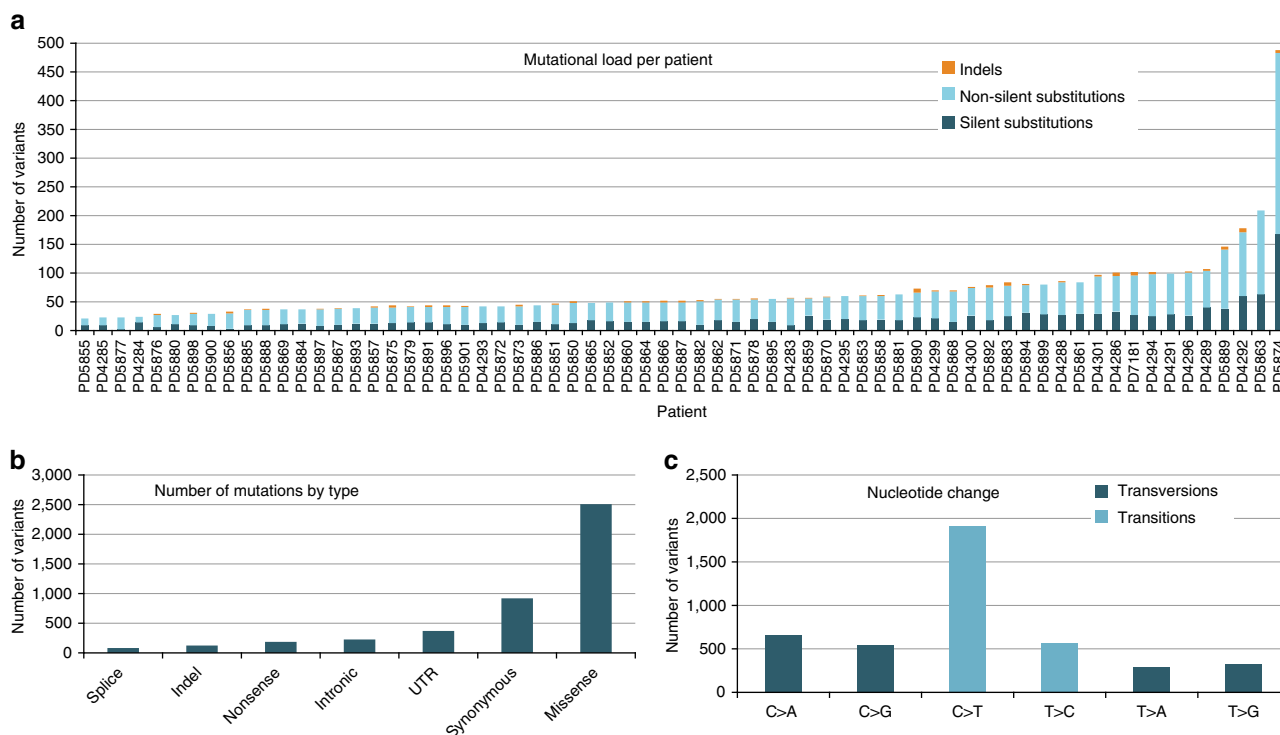 a
Mutational load per patient
Indels
Non-silent substitutions
Silent substitutions
Number of variants
500
450
400
350
300
250
200
150
100
50
0
PD5855
PD4285
PD5877
PD4284
PD5876
PD5880
PD5898
PD5900
PD5856
PD5885
PD5888
PD5869
PD5884
PD5897
PD5867
PD5893
PD5857
PD5875
PD5879
PD5891
PD5896
PD5901
PD4293
PD5872
PD5873
PD5886
PD5851
PD5850
PD5865
PD5852
PD5860
PD5864
PD5866
PD5887
PD5882
PD5862
PD5871
PD5878
PD5895
PD4283
PD5859
PD5870
PD4295
PD5853
PD5858
PD5881
PD5890
PD4299
PD5868
PD4300
PD5892
PD5883
PD5894
PD5899
PD4288
PD5861
PD4301
PD4286
PD7181
PD4294
PD4291
PD4296
PD4289
PD5889
PD4292
PD5863
PD5874
Patient
b
Number of mutations by type
Number of variants
3,000
2,500
2,000
1,500
1,000
500
0
Splice
Indel
Nonsense
Intronic
UTR
Synonymous
Missense
c
Nucleotide change
Transversions
Transitions
Number of variants
2,500
2,000
1,500
1,000
500
0
C>A
C>G
C>T
T>C
T>A
T>G